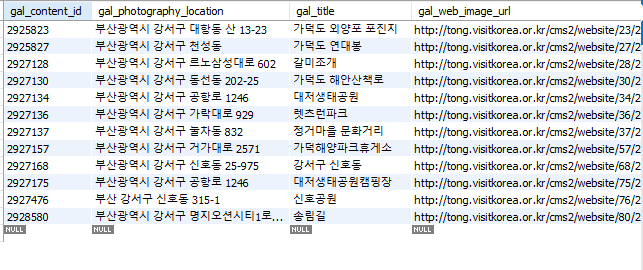 gal_content_id gal_photography_location gal_title gal_web_image_url
2925823 부산광역시 강서구 대항동 산 13-23 가덕도 외양포 포진지 http://tong.visitkorea.or.kr/cms2/website/23/2
2925827 부산광역시 강서구 천성동 가덕도 연대봉 http://tong.visitkorea.or.kr/cms2/website/27/2
2927128 부산광역시 강서구 르노삼성대로 602 갈미조개 http://tong.visitkorea.or.kr/cms2/website/28/2
2927130 부산광역시 강서구 동선동 202-25 가덕도 해안산책로 http://tong.visitkorea.or.kr/cms2/website/30/2
2927134 부산광역시 강서구 공항로 1246 대저생태공원 http://tong.visitkorea.or.kr/cms2/website/34/2
2927136 부산광역시 강서구 가락대로 929 렛츠런파크 http://tong.visitkorea.or.kr/cms2/website/36/2
2927137 부산광역시 강서구 눌차동 832 정거마을 문화거리 http://tong.visitkorea.or.kr/cms2/website/37/2
2927157 부산광역시 강서구 거가대로 2571 가덕해양파크휴게소 http://tong.visitkorea.or.kr/cms2/website/57/2
2927168 부산광역시 강서구 신호동 25-975 강서구 신호동 http://tong.visitkorea.or.kr/cms2/website/68/2
2927175 부산광역시 강서구 공항로 1246 대저생태공원캠핑장 http://tong.visitkorea.or.kr/cms2/website/75/2
2927476 부산 강서구 신호동 315-1 신호공원 http://tong.visitkorea.or.kr/cms2/website/76/2
2928580 부산광역시 강서구 명지오션시티1로... 송림길 http://tong.visitkorea.or.kr/cms2/website/80/2
NULL NULL NULL NULL